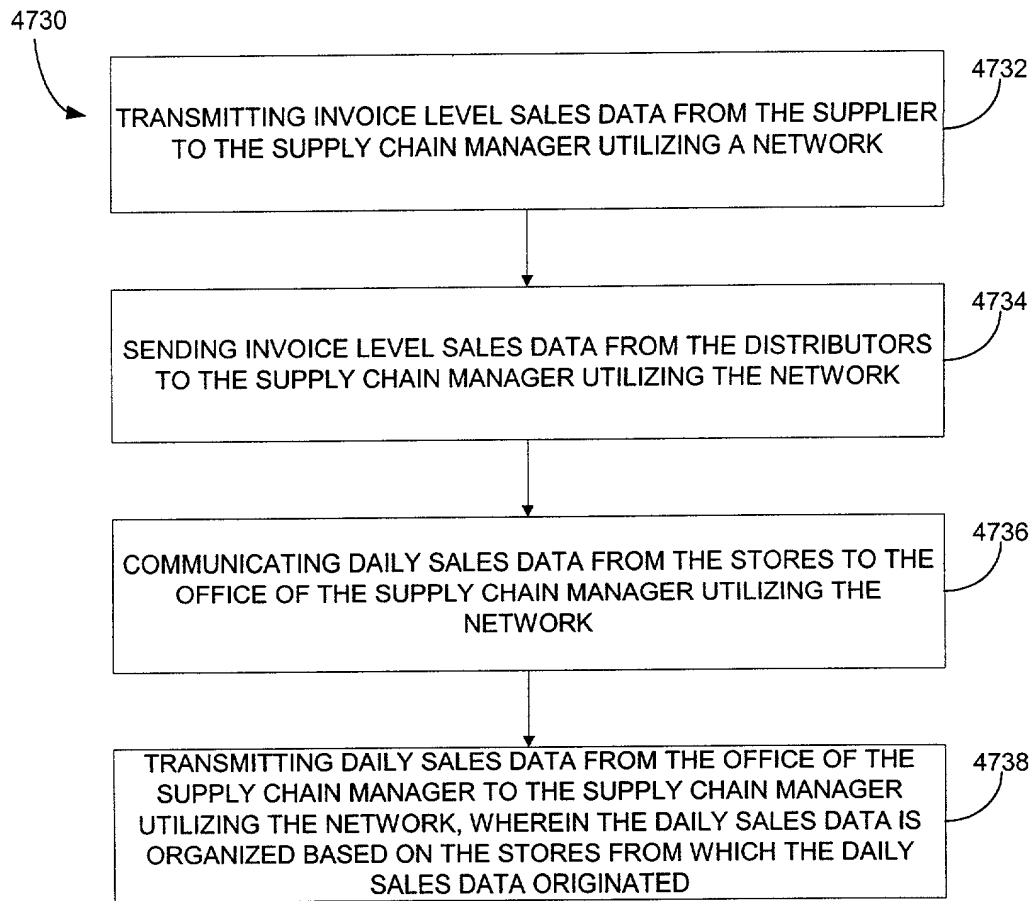 4730
4732
TRANSMITTING INVOICE LEVEL SALES DATA FROM THE SUPPLIER
TO THE SUPPLY CHAIN MANAGER UTILIZING A NETWORK
4734
SENDING INVOICE LEVEL SALES DATA FROM THE DISTRIBUTORS
TO THE SUPPLY CHAIN MANAGER UTILIZING THE NETWORK
4736
COMMUNICATING DAILY SALES DATA FROM THE STORES TO THE
OFFICE OF THE SUPPLY CHAIN MANAGER UTILIZING THE
NETWORK
4738
TRANSMITTING DAILY SALES DATA FROM THE OFFICE OF THE
SUPPLY CHAIN MANAGER TO THE SUPPLY CHAIN MANAGER
UTILIZING THE NETWORK, WHEREIN THE DAILY SALES DATA IS
ORGANIZED BASED ON THE STORES FROM WHICH THE DAILY
SALES DATA ORIGINATED